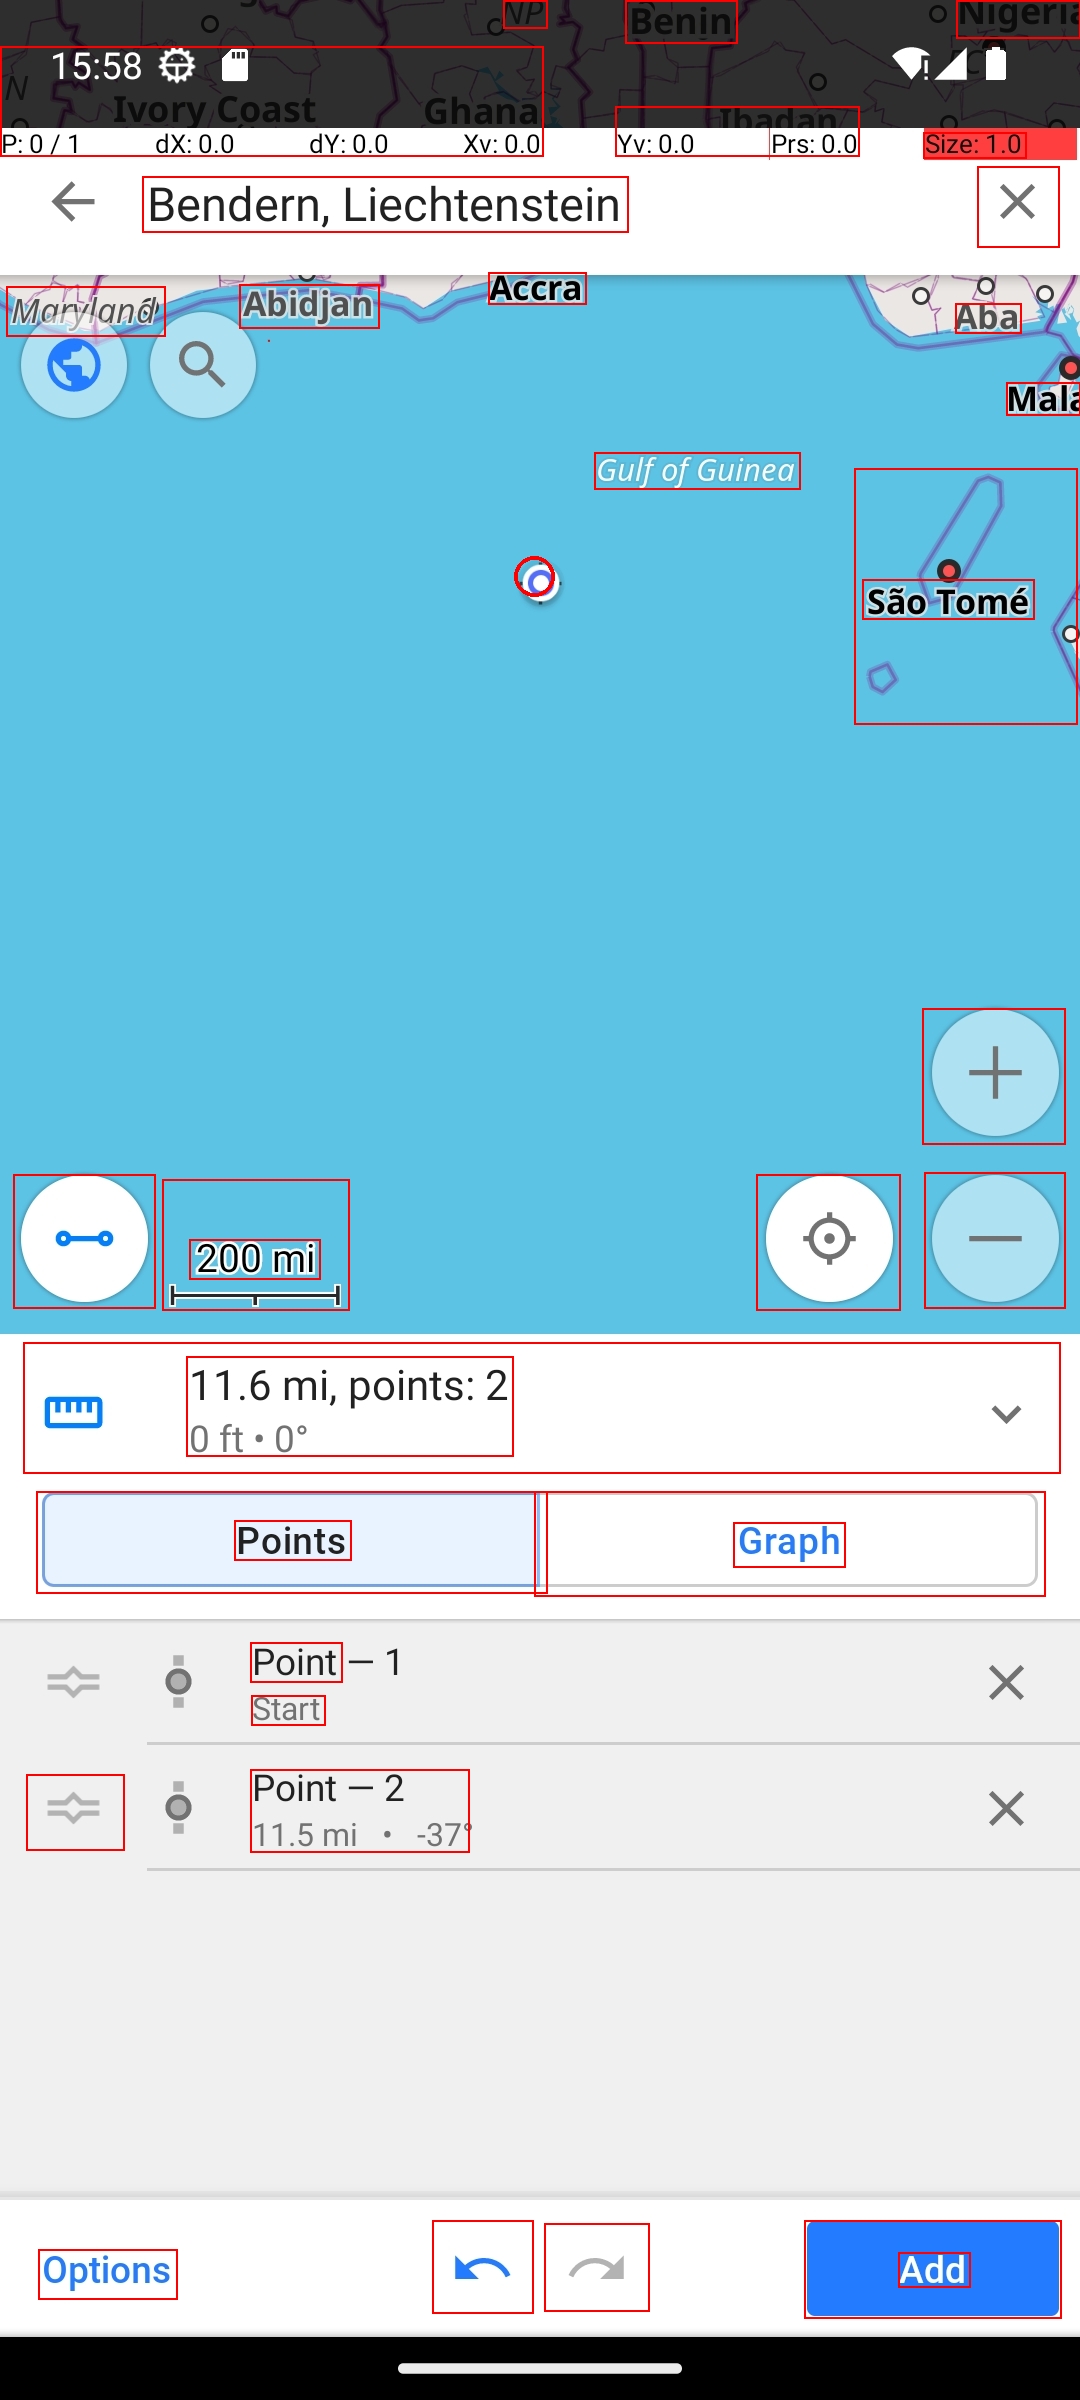 NP
Benin
Nigeria
15:58
N
Ivory Coast
Ghana
Ibadan
P: 0 / 1
dX: 0.0
dY: 0.0
Xv: 0.0
Yv: 0.0
Prs: 0.0
Size: 1.0
Bendern, Liechtenstein
Maryland
Abidjan
Accra
Aba
Mala
Gulf of Guinea
São Tomé
200 mi
11.6 mi, points: 2
0 ft • 0°
Points
Graph
Point — 1
Start
Point — 2
11.5 mi • -37°
Options
Add